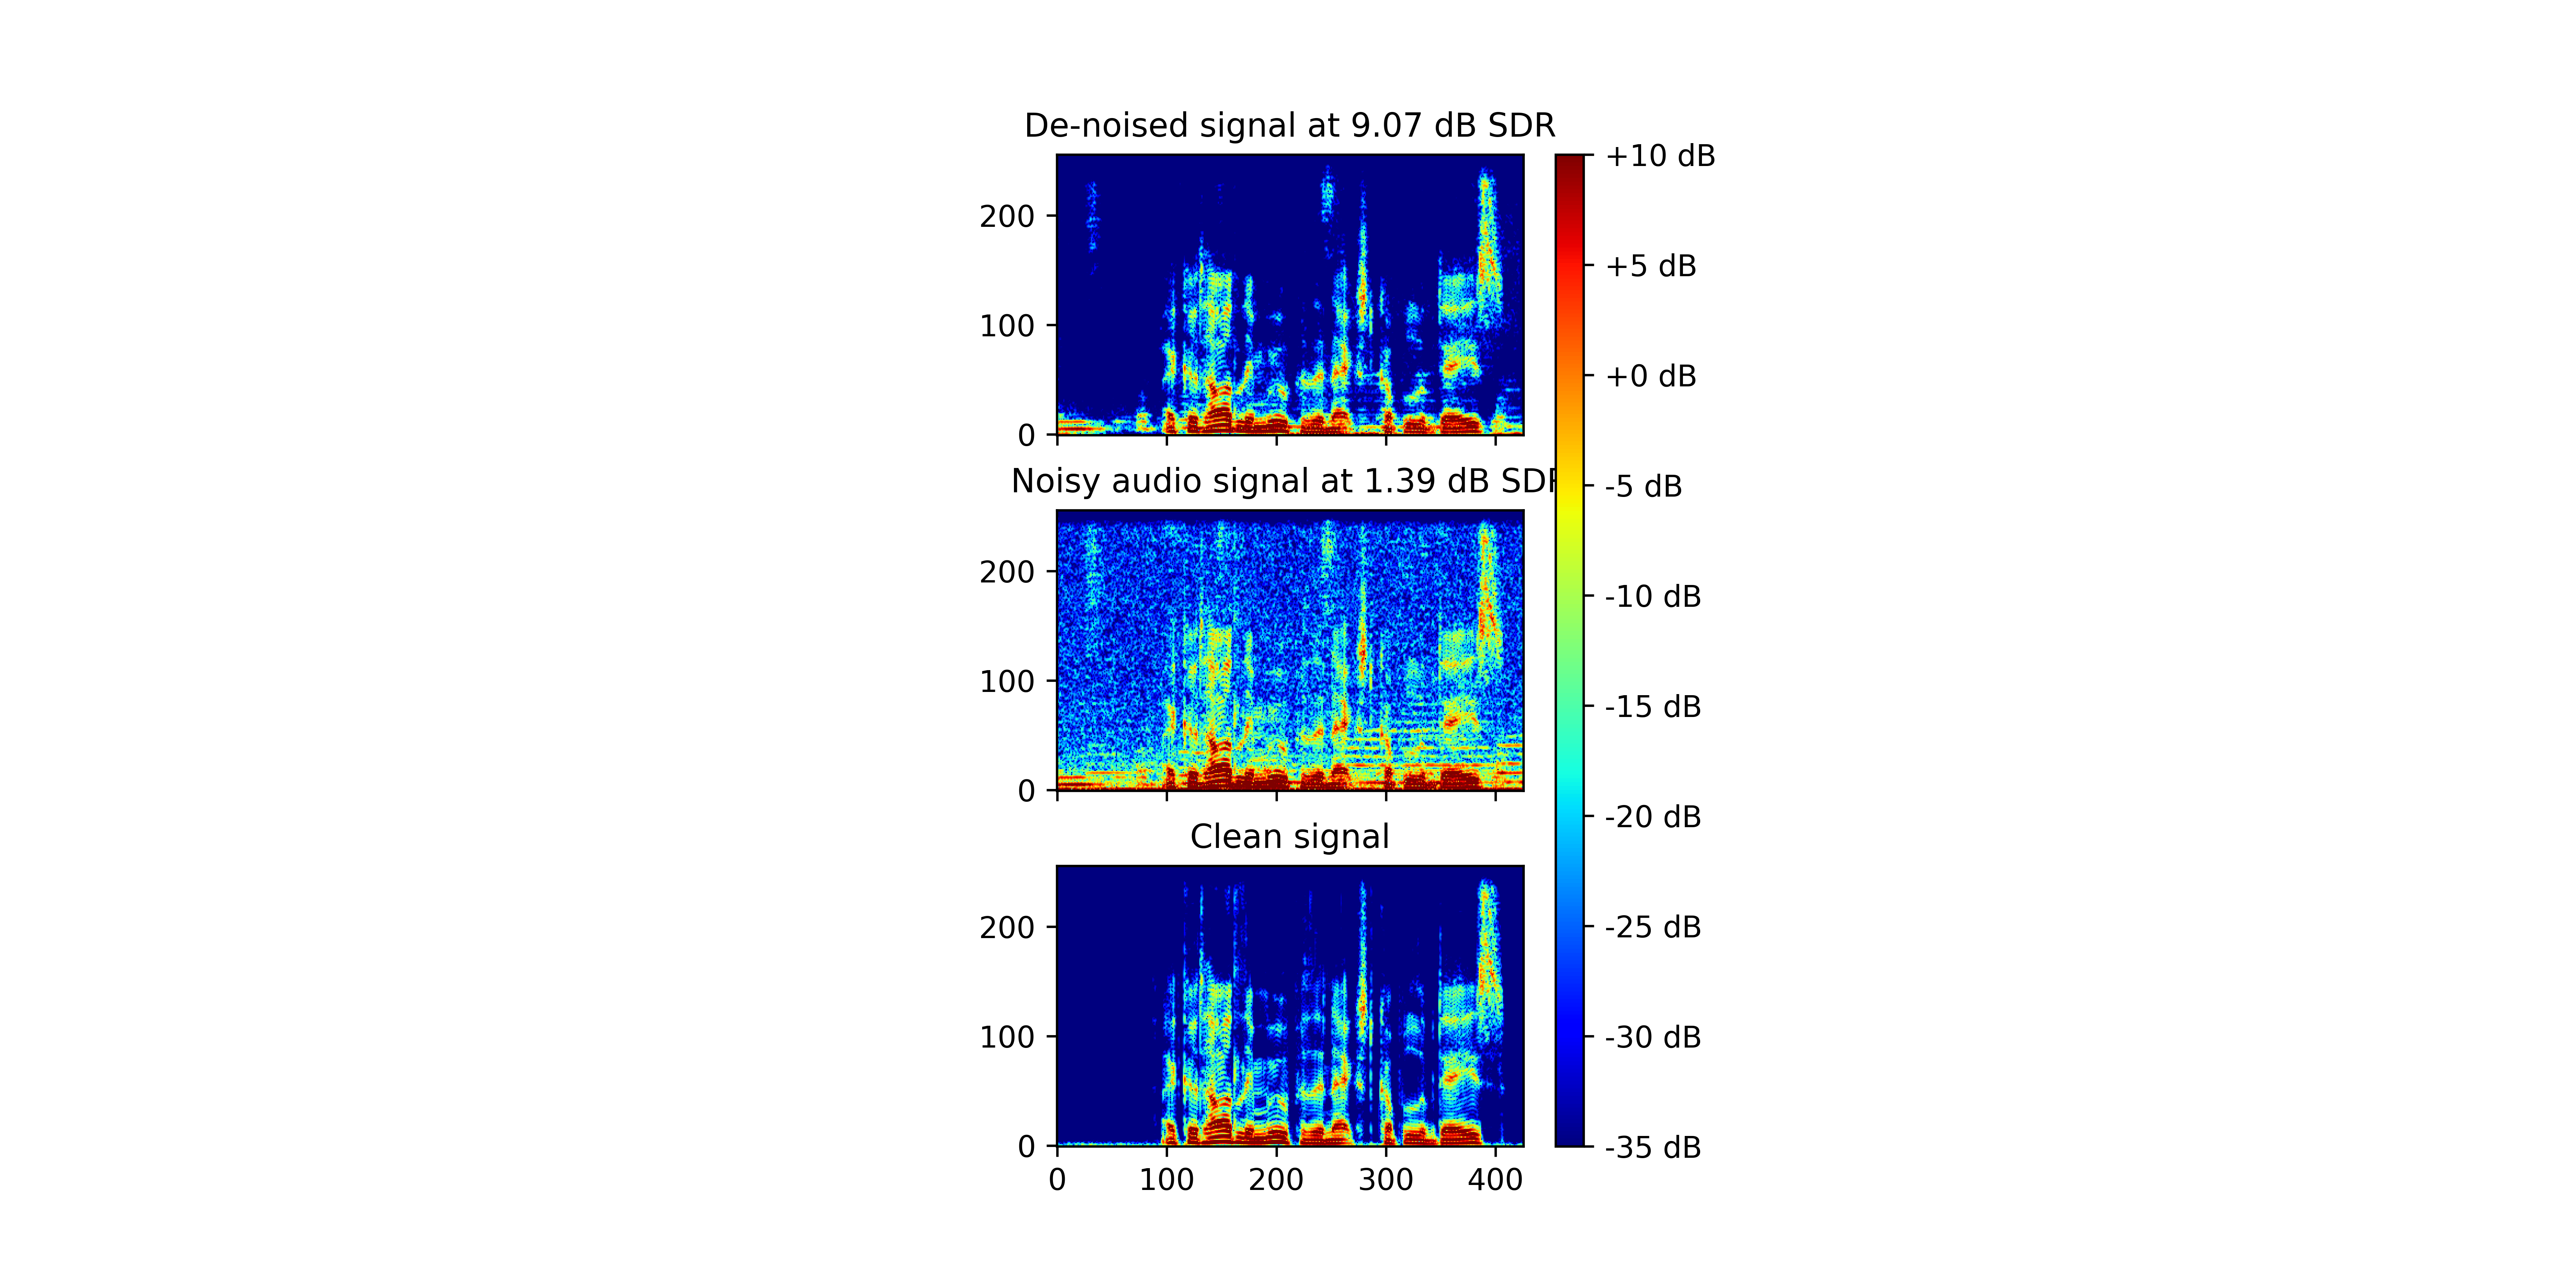 De-noised signal at 9.07 dB SDR
200
100
0
Noisy audio signal at 1.39 dB SDR
200
100
0
Clean signal
200
100
0
0 100 200 300 400
+10 dB
+5 dB
+0 dB
-5 dB
-10 dB
-15 dB
-20 dB
-25 dB
-30 dB
-35 dB